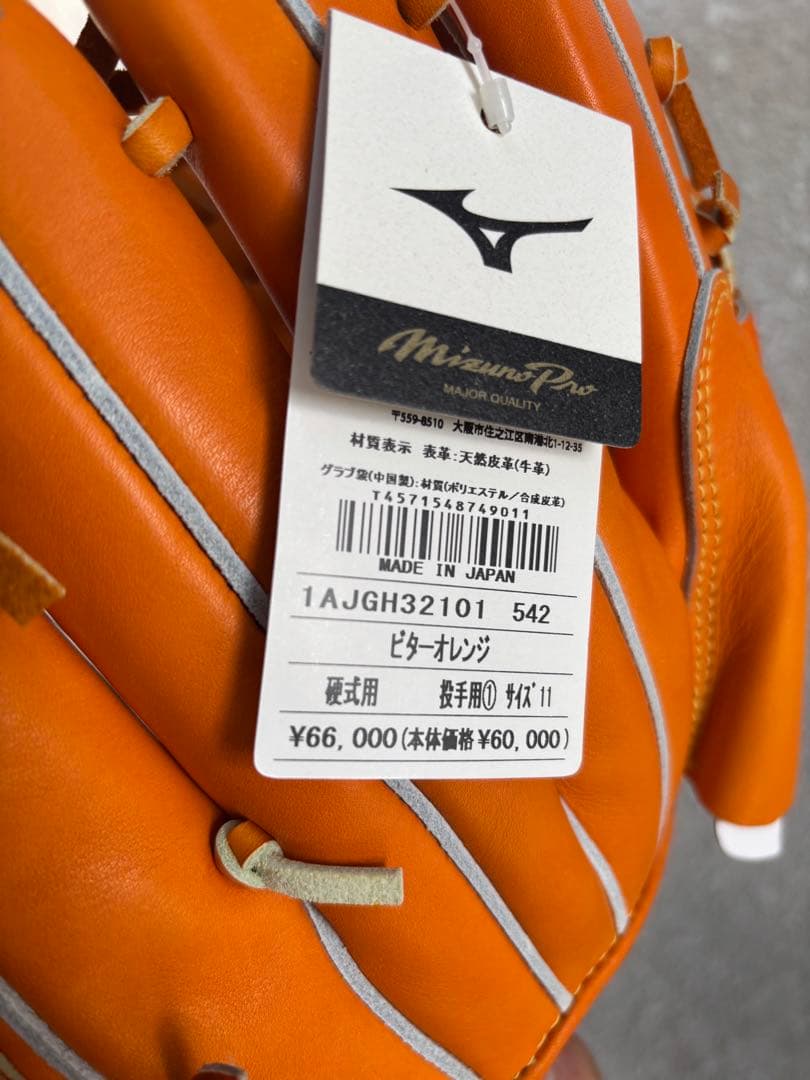 Mizuno Pro
MAJOR QUALITY
〒559-8510 大阪市住之江区南港北1-12-35
材質表示 表革:天然皮革(牛革)
グラブ袋(中国製):材質(ポリエステル/合成皮革)
T4571548749011
MADE IN JAPAN
1AJGH32101 542
ビターオレンジ
硬式用 投手用① サイズ11
¥66,000(本体価格¥60,000)